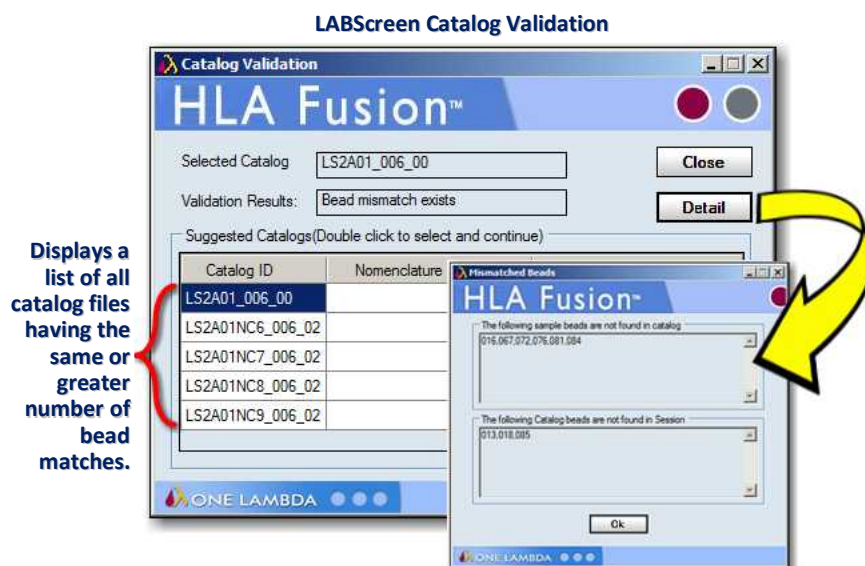 LABScreen Catalog Validation
Catalog Validation
HLA Fusion™
Selected Catalog
LS2A01_006_00
Close
Validation Results:
Bead mismatch exists
Detail
Suggested Catalogs(Double click to select and continue)
Catalog ID
Nomenclature
LS2A01_006_00
LS2A01NC6_006_02
LS2A01NC7_006_02
LS2A01NC8_006_02
LS2A01NC9_006_02
ONE LAMBDA
Displays a
list of all
catalog files
having the
same or
greater
number of
bead
matches.
Mismatched Beads
HLA Fusion™
The following sample beads are not found in catalog
016,067,072,076,081,084
The following Catalog beads are not found in Session
013,018,085
Ok
ONE LAMBDA